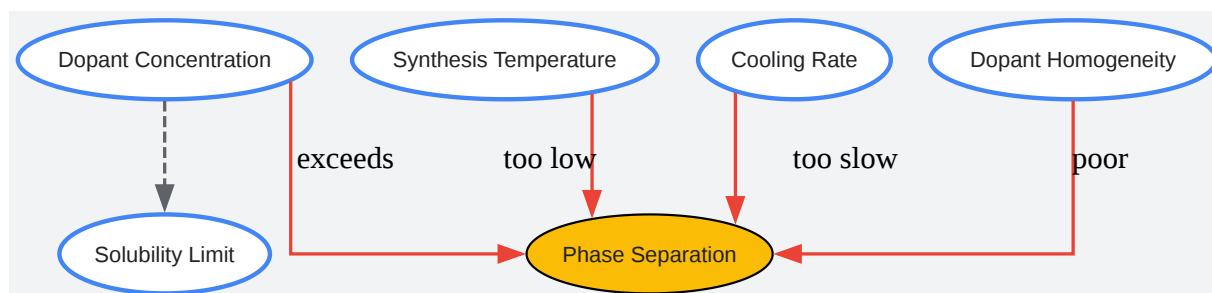 Dopant Concentration
Synthesis Temperature
Cooling Rate
Dopant Homogeneity
exceeds
too low
too slow
poor
Solubility Limit
Phase Separation